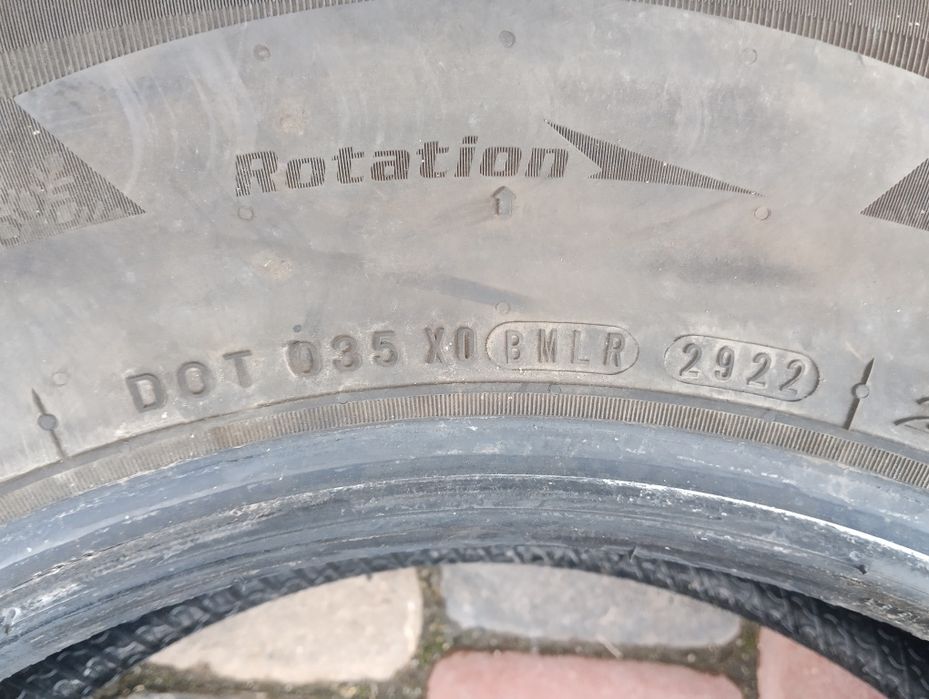 Rotation
DOT 035 X0 BMLR 2922